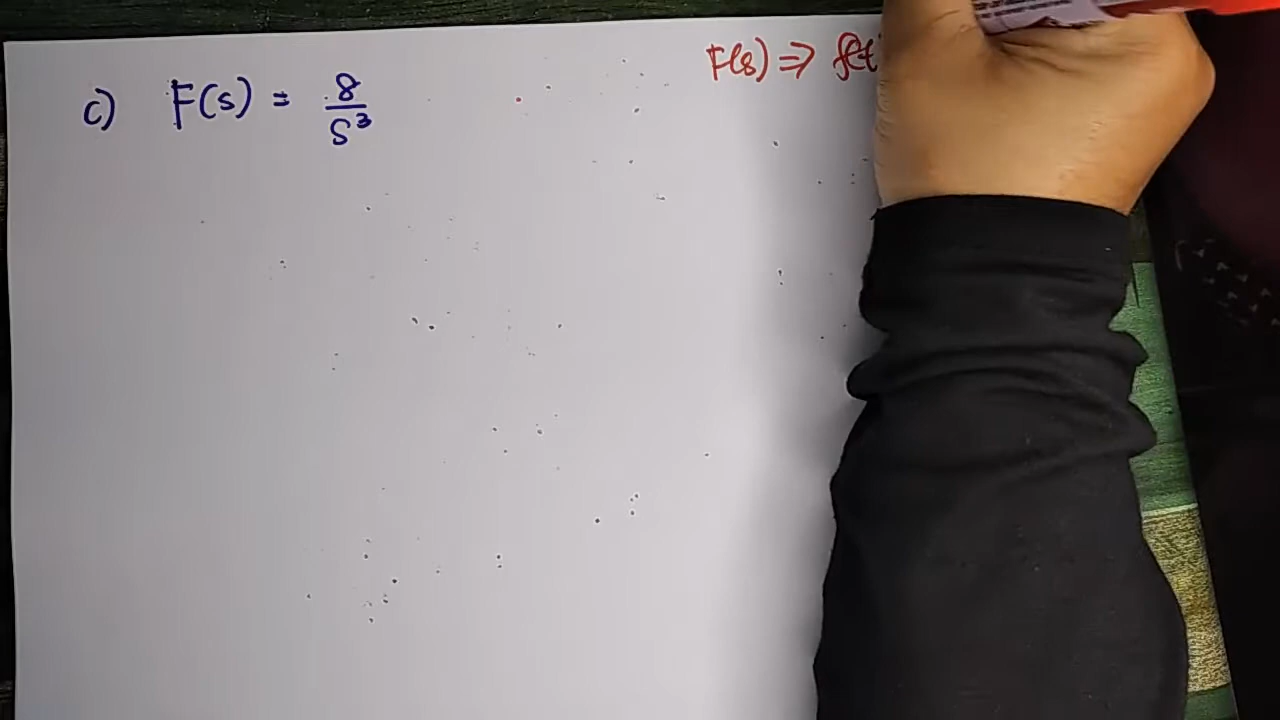 c) F(s) = 8/s³
F(s) ⇒ f(t